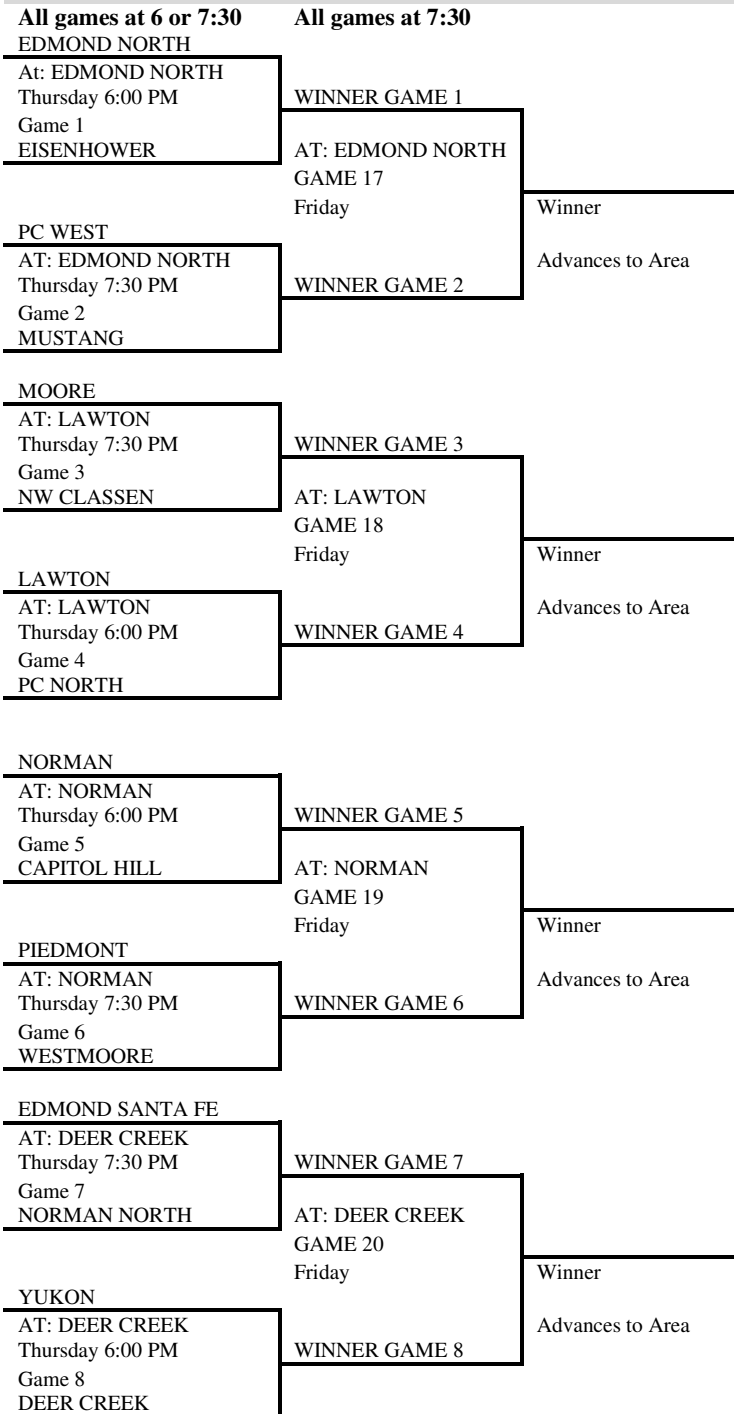 All games at 6 or 7:30
All games at 7:30
EDMOND NORTH
At: EDMOND NORTH
Thursday 6:00 PM
WINNER GAME 1
Game 1
EISENHOWER
AT: EDMOND NORTH
GAME 17
Friday
Winner
PC WEST
AT: EDMOND NORTH
Advances to Area
Thursday 7:30 PM
WINNER GAME 2
Game 2
MUSTANG
MOORE
AT: LAWTON
Thursday 7:30 PM
WINNER GAME 3
Game 3
NW CLASSEN
AT: LAWTON
GAME 18
Friday
Winner
LAWTON
AT: LAWTON
Advances to Area
Thursday 6:00 PM
WINNER GAME 4
Game 4
PC NORTH
NORMAN
AT: NORMAN
Thursday 6:00 PM
WINNER GAME 5
Game 5
CAPITOL HILL
AT: NORMAN
GAME 19
Friday
Winner
PIEDMONT
AT: NORMAN
Advances to Area
Thursday 7:30 PM
WINNER GAME 6
Game 6
WESTMOORE
EDMOND SANTA FE
AT: DEER CREEK
Thursday 7:30 PM
WINNER GAME 7
Game 7
NORMAN NORTH
AT: DEER CREEK
GAME 20
Friday
Winner
YUKON
AT: DEER CREEK
Advances to Area
Thursday 6:00 PM
WINNER GAME 8
Game 8
DEER CREEK